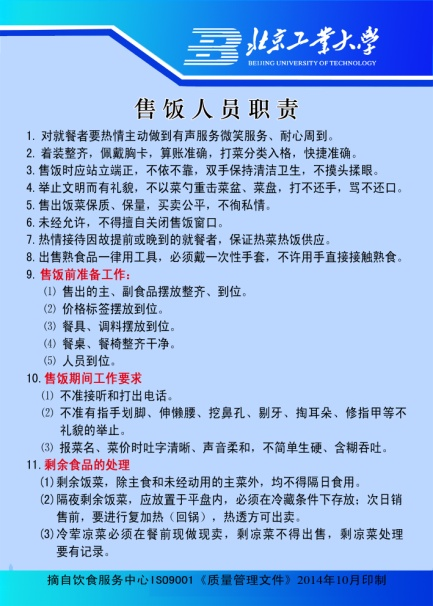 北京工业大学
BEIJING UNIVERSITY OF TECHNOLOGY
售饭人员职责
1. 对就餐者要热情主动做到有声服务微笑服务、耐心周到。
2. 着装整齐，佩戴胸卡，算账准确，打菜分类入格，快捷准确。
3. 售饭时应站立端正，不依不靠，双手保持清洁卫生，不摸头揉眼。
4. 举止文明而有礼貌，不以菜勺重击菜盆、菜盘，打不还手，骂不还口。
5. 售出饭菜保质、保量，买卖公平，不徇私情。
6. 未经允许，不得擅自关闭售饭窗口。
7. 热情接待因故提前或晚到的就餐者，保证热菜热饭供应。
8. 出售熟食品一律用工具，必须戴一次性手套，不许用手直接接触熟食。
9. 售饭前准备工作：
⑴ 售出的主、副食品摆放整齐、到位。
⑵ 价格标签摆放到位。
⑶ 餐具、调料摆放到位。
⑷ 餐桌、餐椅整齐干净。
⑸ 人员到位。
10. 售饭期间工作要求
⑴ 不准接听和打出电话。
⑵ 不准有指手划脚、伸懒腰、挖鼻孔、剔牙、掏耳朵、修指甲等不
礼貌的举止。
⑶ 报菜名、菜价时吐字清晰、声音柔和，不简单生硬、含糊吞吐。
11. 剩余食品的处理
⑴ 剩余饭菜，除主食和未经动用的主菜外，均不得隔日食用。
⑵ 隔夜剩余饭菜，应放置于平盘内，必须在冷藏条件下存放；次日销
售前，要进行复加热（回锅），热透方可出卖。
⑶ 冷荤凉菜必须在餐前现做现卖，剩凉菜不得出售，剩凉菜处理
要有记录。
摘自饮食服务中心ISO9001《质量管理文件》2014年10月印制